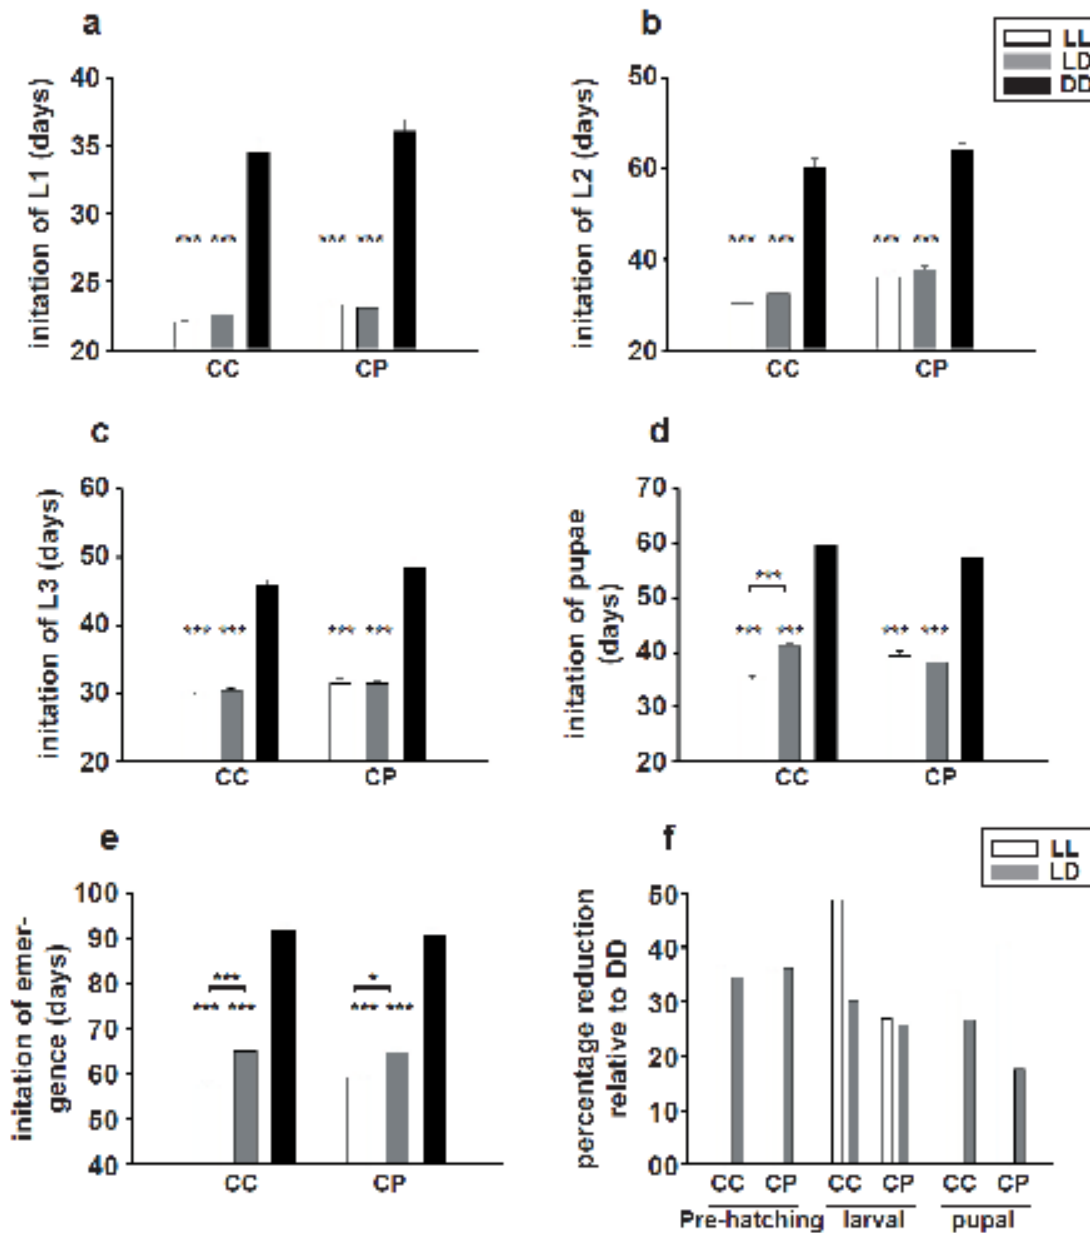 a
initation of L1 (days)
40
35
30
25
20
*** ***
*** ***
CC
CP
b
LL
LD
DD
initation of L2 (days)
50
60
40
20
*** ***
*** ***
CC
CP
c
initation of L3 (days)
60
50
40
30
20
*** ***
*** ***
CC
CP
d
initation of pupae
(days)
70
60
50
40
30
20
***
*** ***
*** ***
CC
CP
e
initation of emer-
gence (days)
100
90
80
70
60
50
40
***
*** ***
*
*** ***
CC
CP
f
LL
LD
percentage reduction
relative to DD
50
40
30
20
10
00
CC CP CC CP CC CP
Pre-hatching larval pupal